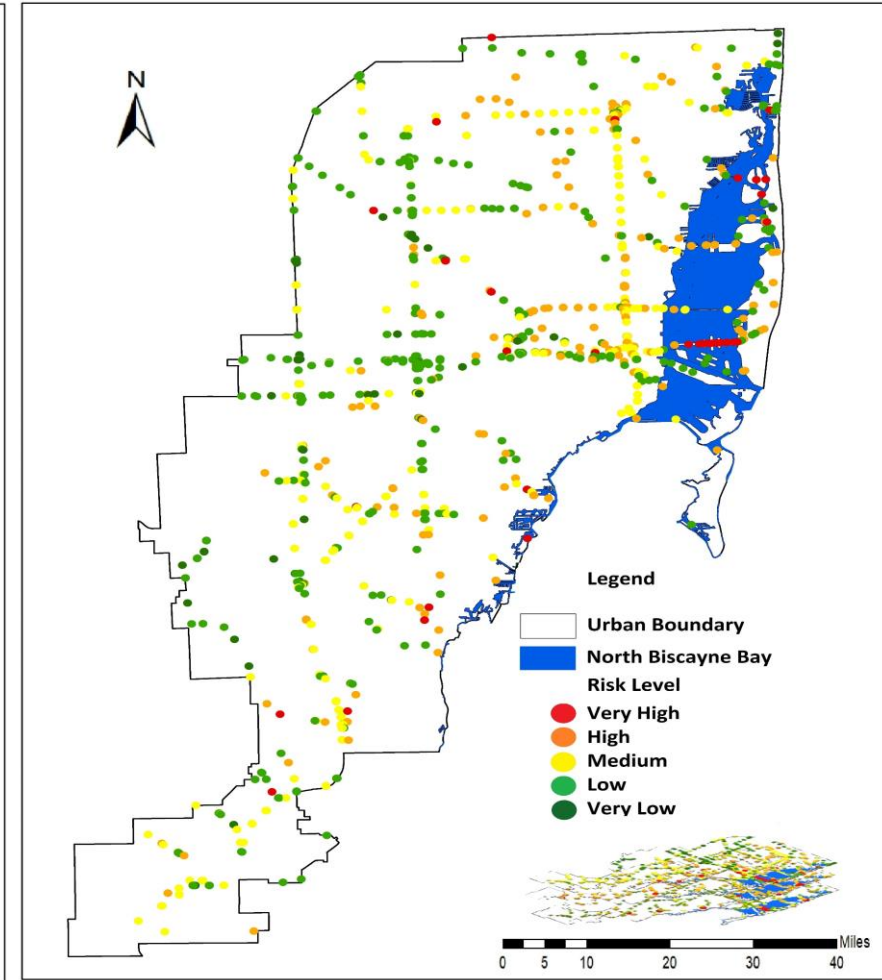 N
Legend
Urban Boundary
North Biscayne Bay
Risk Level
Very High
High
Medium
Low
Very Low
Miles
0 5 10 20 30 40